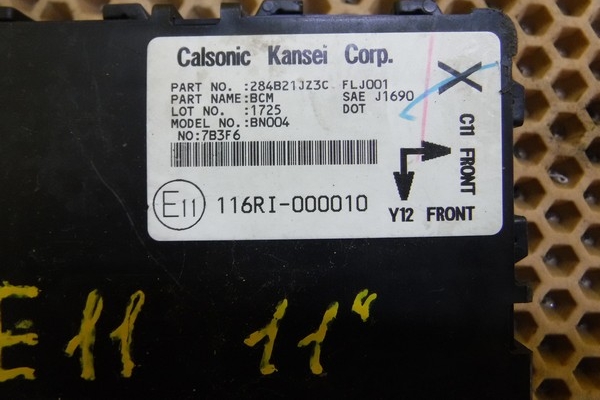 Calsonic Kansei Corp.
PART NO. :284B21JZ3C FLJ001
PART NAME:BCM SAE J1690
LOT NO. :1725 DOT
MODEL NO.:BN004
NO:7B3F6
X
C11 FRONT
E11 116RI-000010
Y12 FRONT
E11 11"